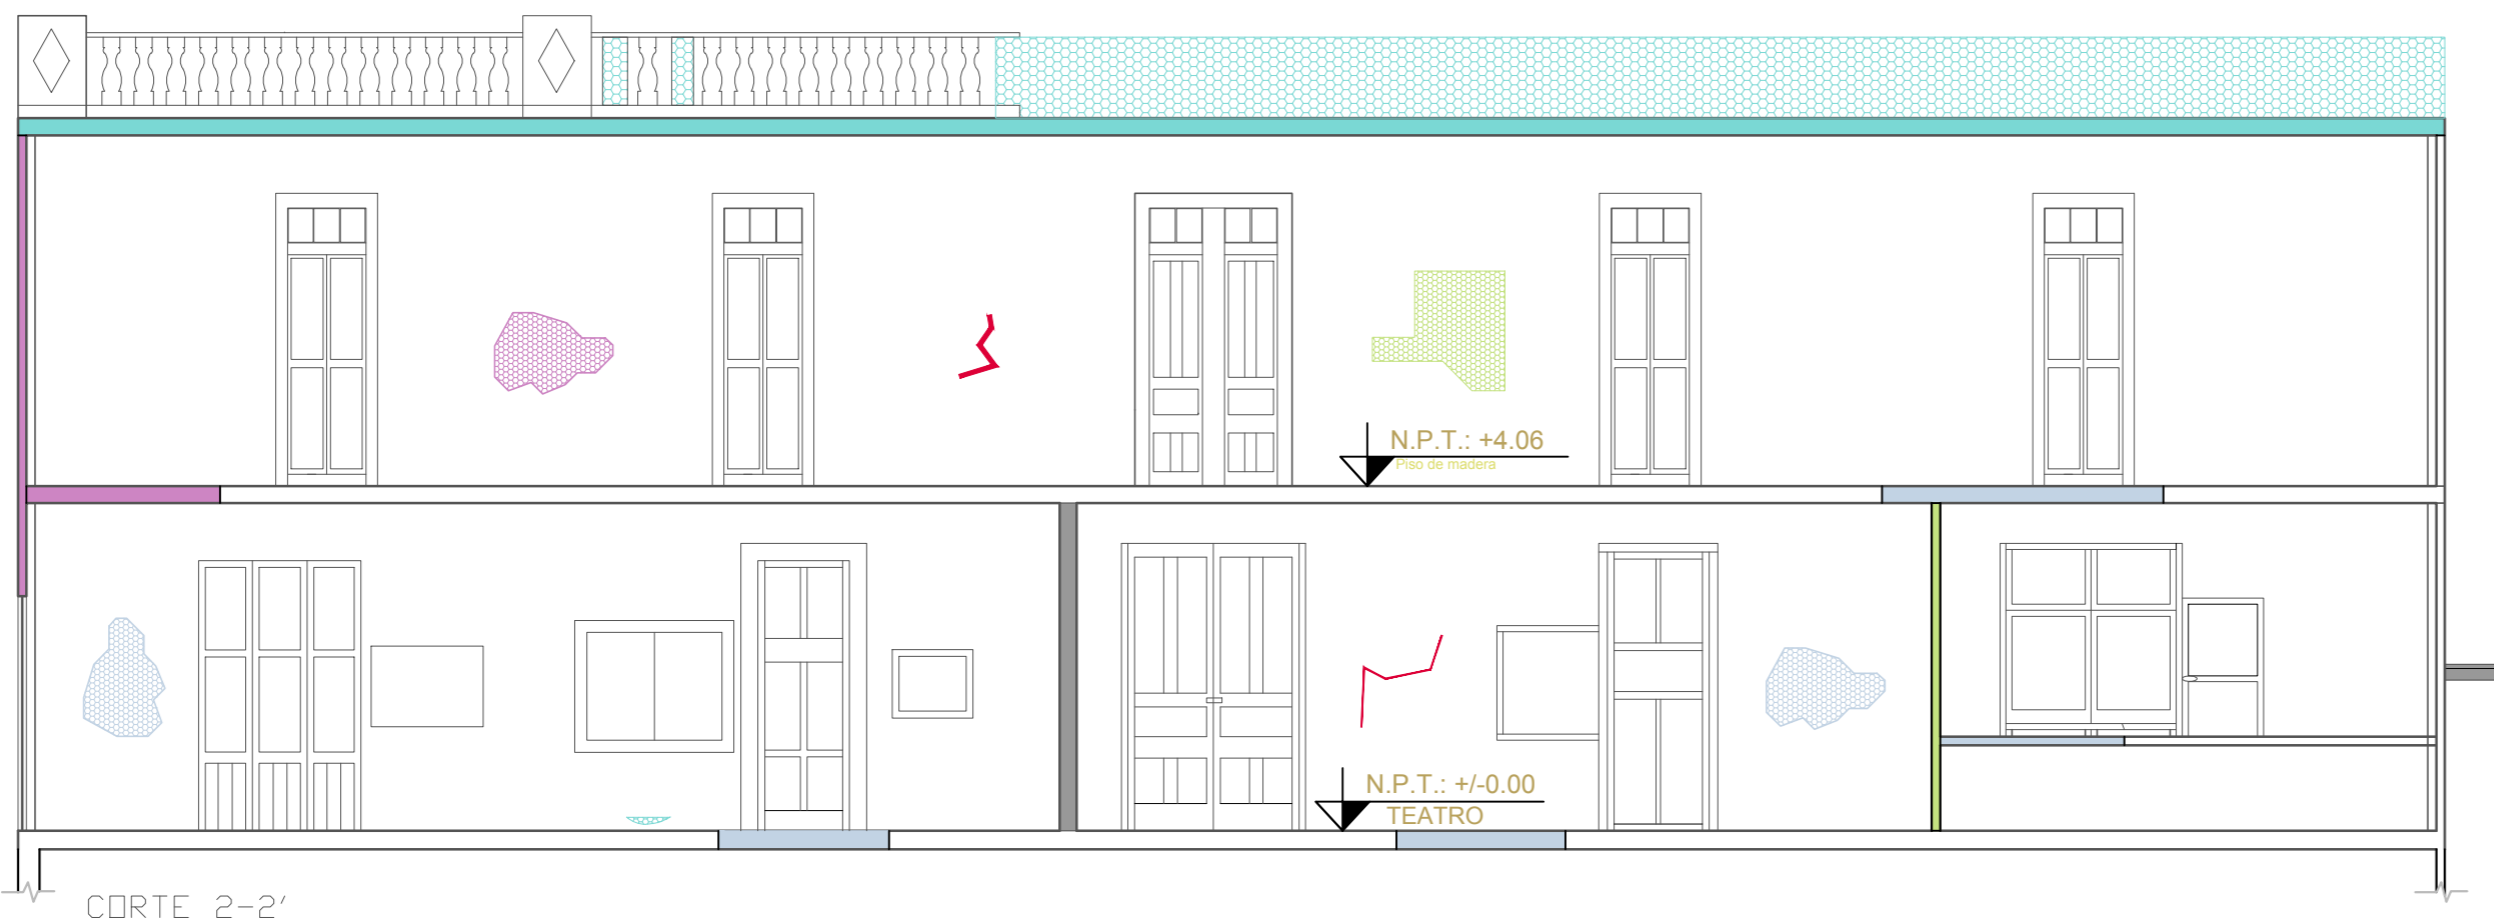 N.P.T.: +4.06
Piso de madera
N.P.T.: +/-0.00
TEATRO
CORTE 2-2'